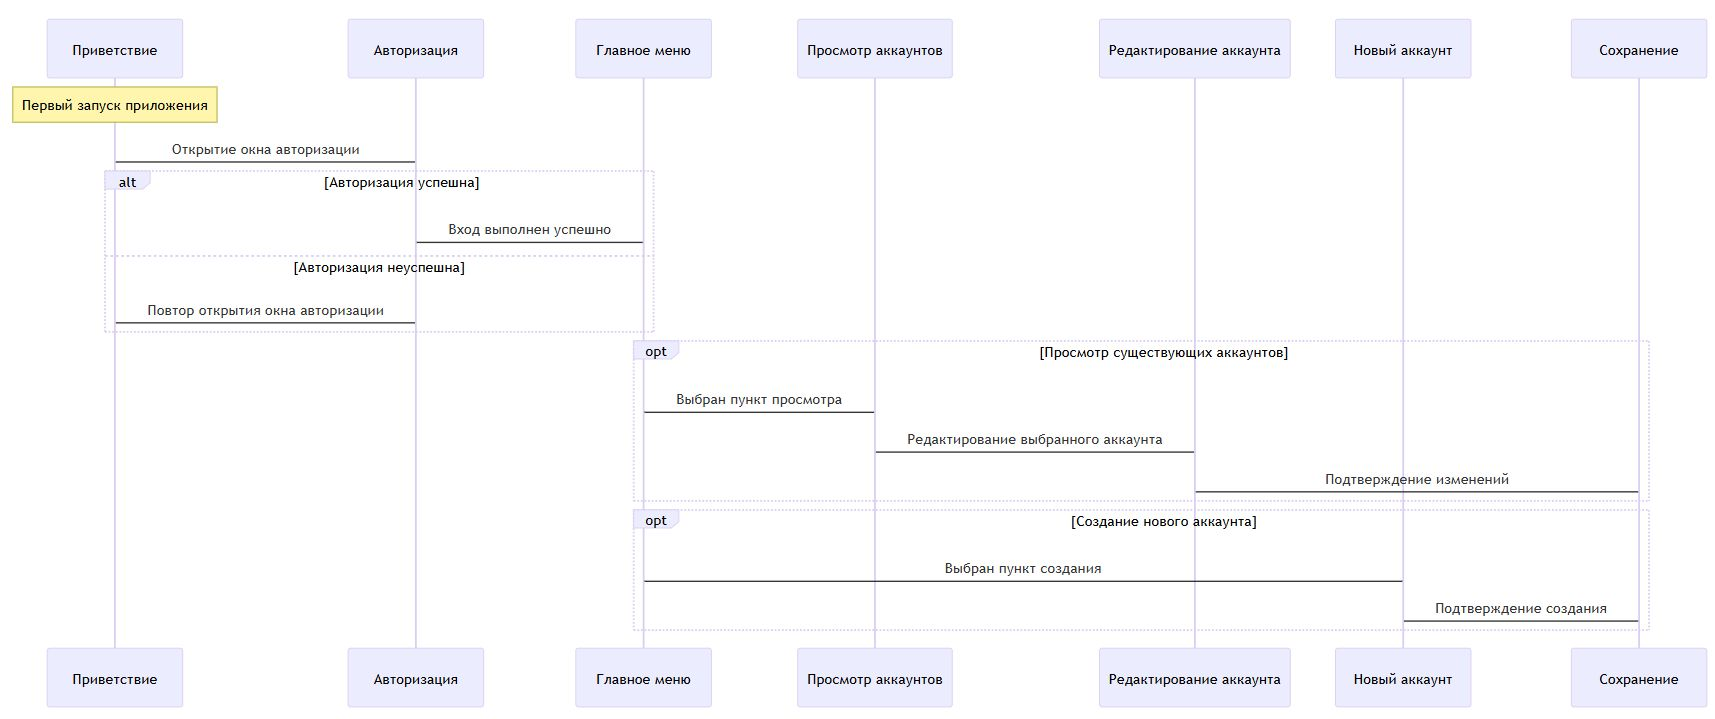 Приветствие
Авторизация
Главное меню
Просмотр аккаунтов
Редактирование аккаунта
Новый аккаунт
Сохранение
Первый запуск приложения
Открытие окна авторизации
alt
[Авторизация успешна]
Вход выполнен успешно
[Авторизация неуспешна]
Повтор открытия окна авторизации
opt
[Просмотр существующих аккаунтов]
Выбран пункт просмотра
Редактирование выбранного аккаунта
Подтверждение изменений
opt
[Создание нового аккаунта]
Выбран пункт создания
Подтверждение создания
Приветствие
Авторизация
Главное меню
Просмотр аккаунтов
Редактирование аккаунта
Новый аккаунт
Сохранение